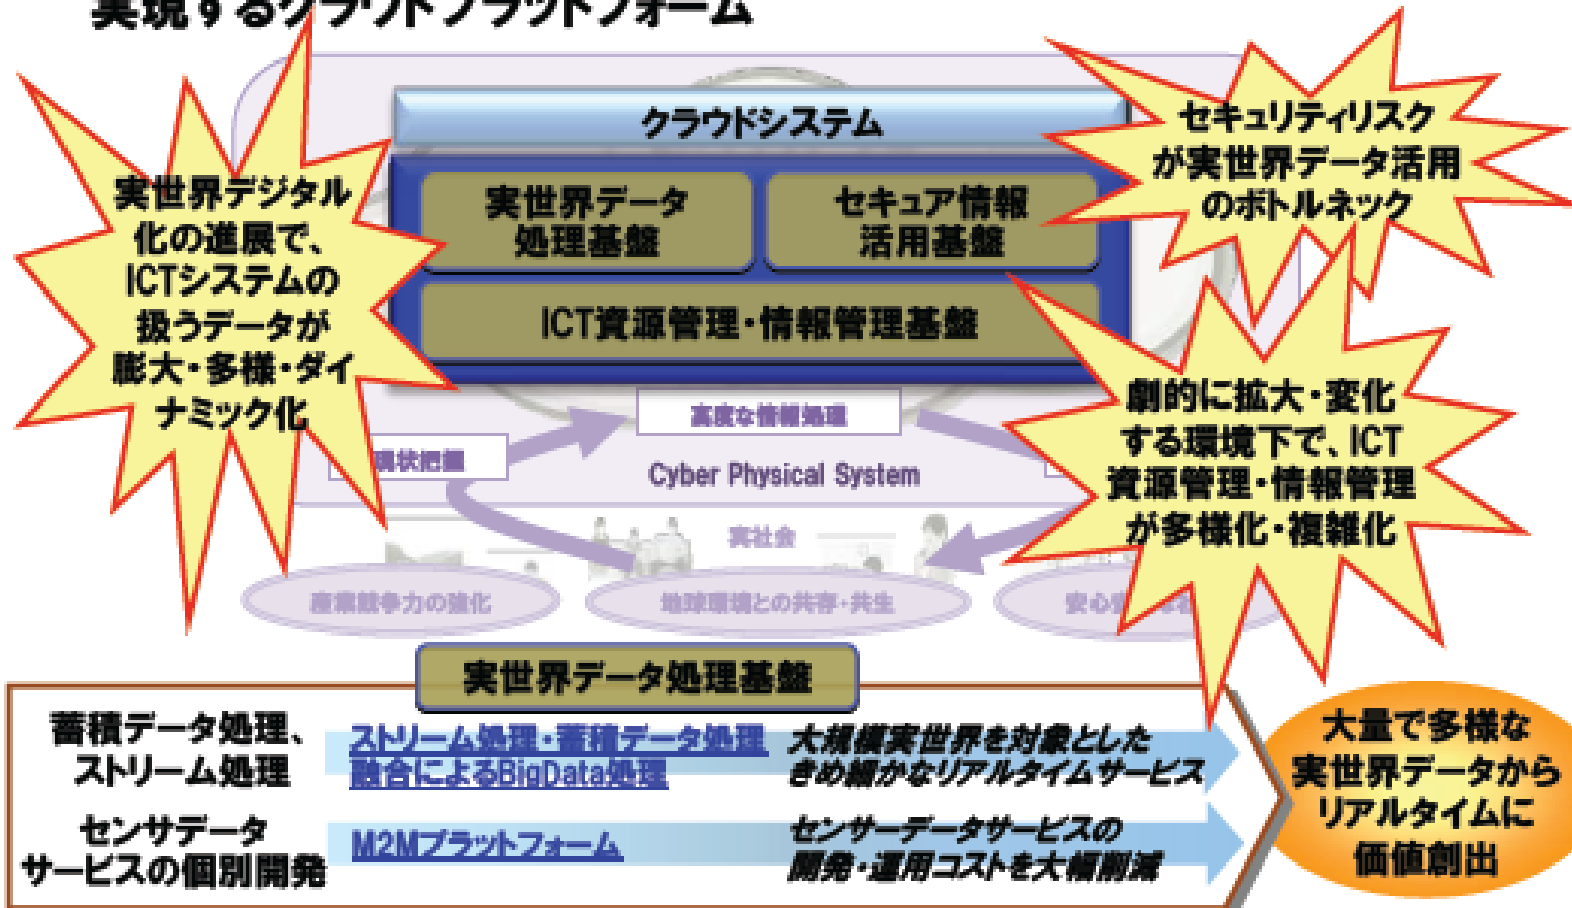 実現するクラウドプラットフォーム
クラウドシステム
実世界データ
処理基盤
セキュア情報
活用基盤
ICT資源管理・情報管理基盤
実世界デジタル
化の進展で、
ICTシステムの
扱うデータが
膨大・多様・ダイ
ナミック化
セキュリティリスク
が実世界データ活用
のボトルネック
劇的に拡大・変化
する環境下で、ICT
資源管理・情報管理
が多様化・複雑化
高度な情報処理
現状把握
Cyber Physical System
実社会
産業競争力の強化
地球環境との共存・共生
安心
実世界データ処理基盤
蓄積データ処理、
ストリーム処理
ストリーム処理・蓄積データ処理
融合によるBigData処理
大規模実世界を対象とした
きめ細かなリアルタイムサービス
センサデータ
サービスの個別開発
M2Mプラットフォーム
センサーデータサービスの
開発・運用コストを大幅削減
大量で多様な
実世界データから
リアルタイムに
価値創出